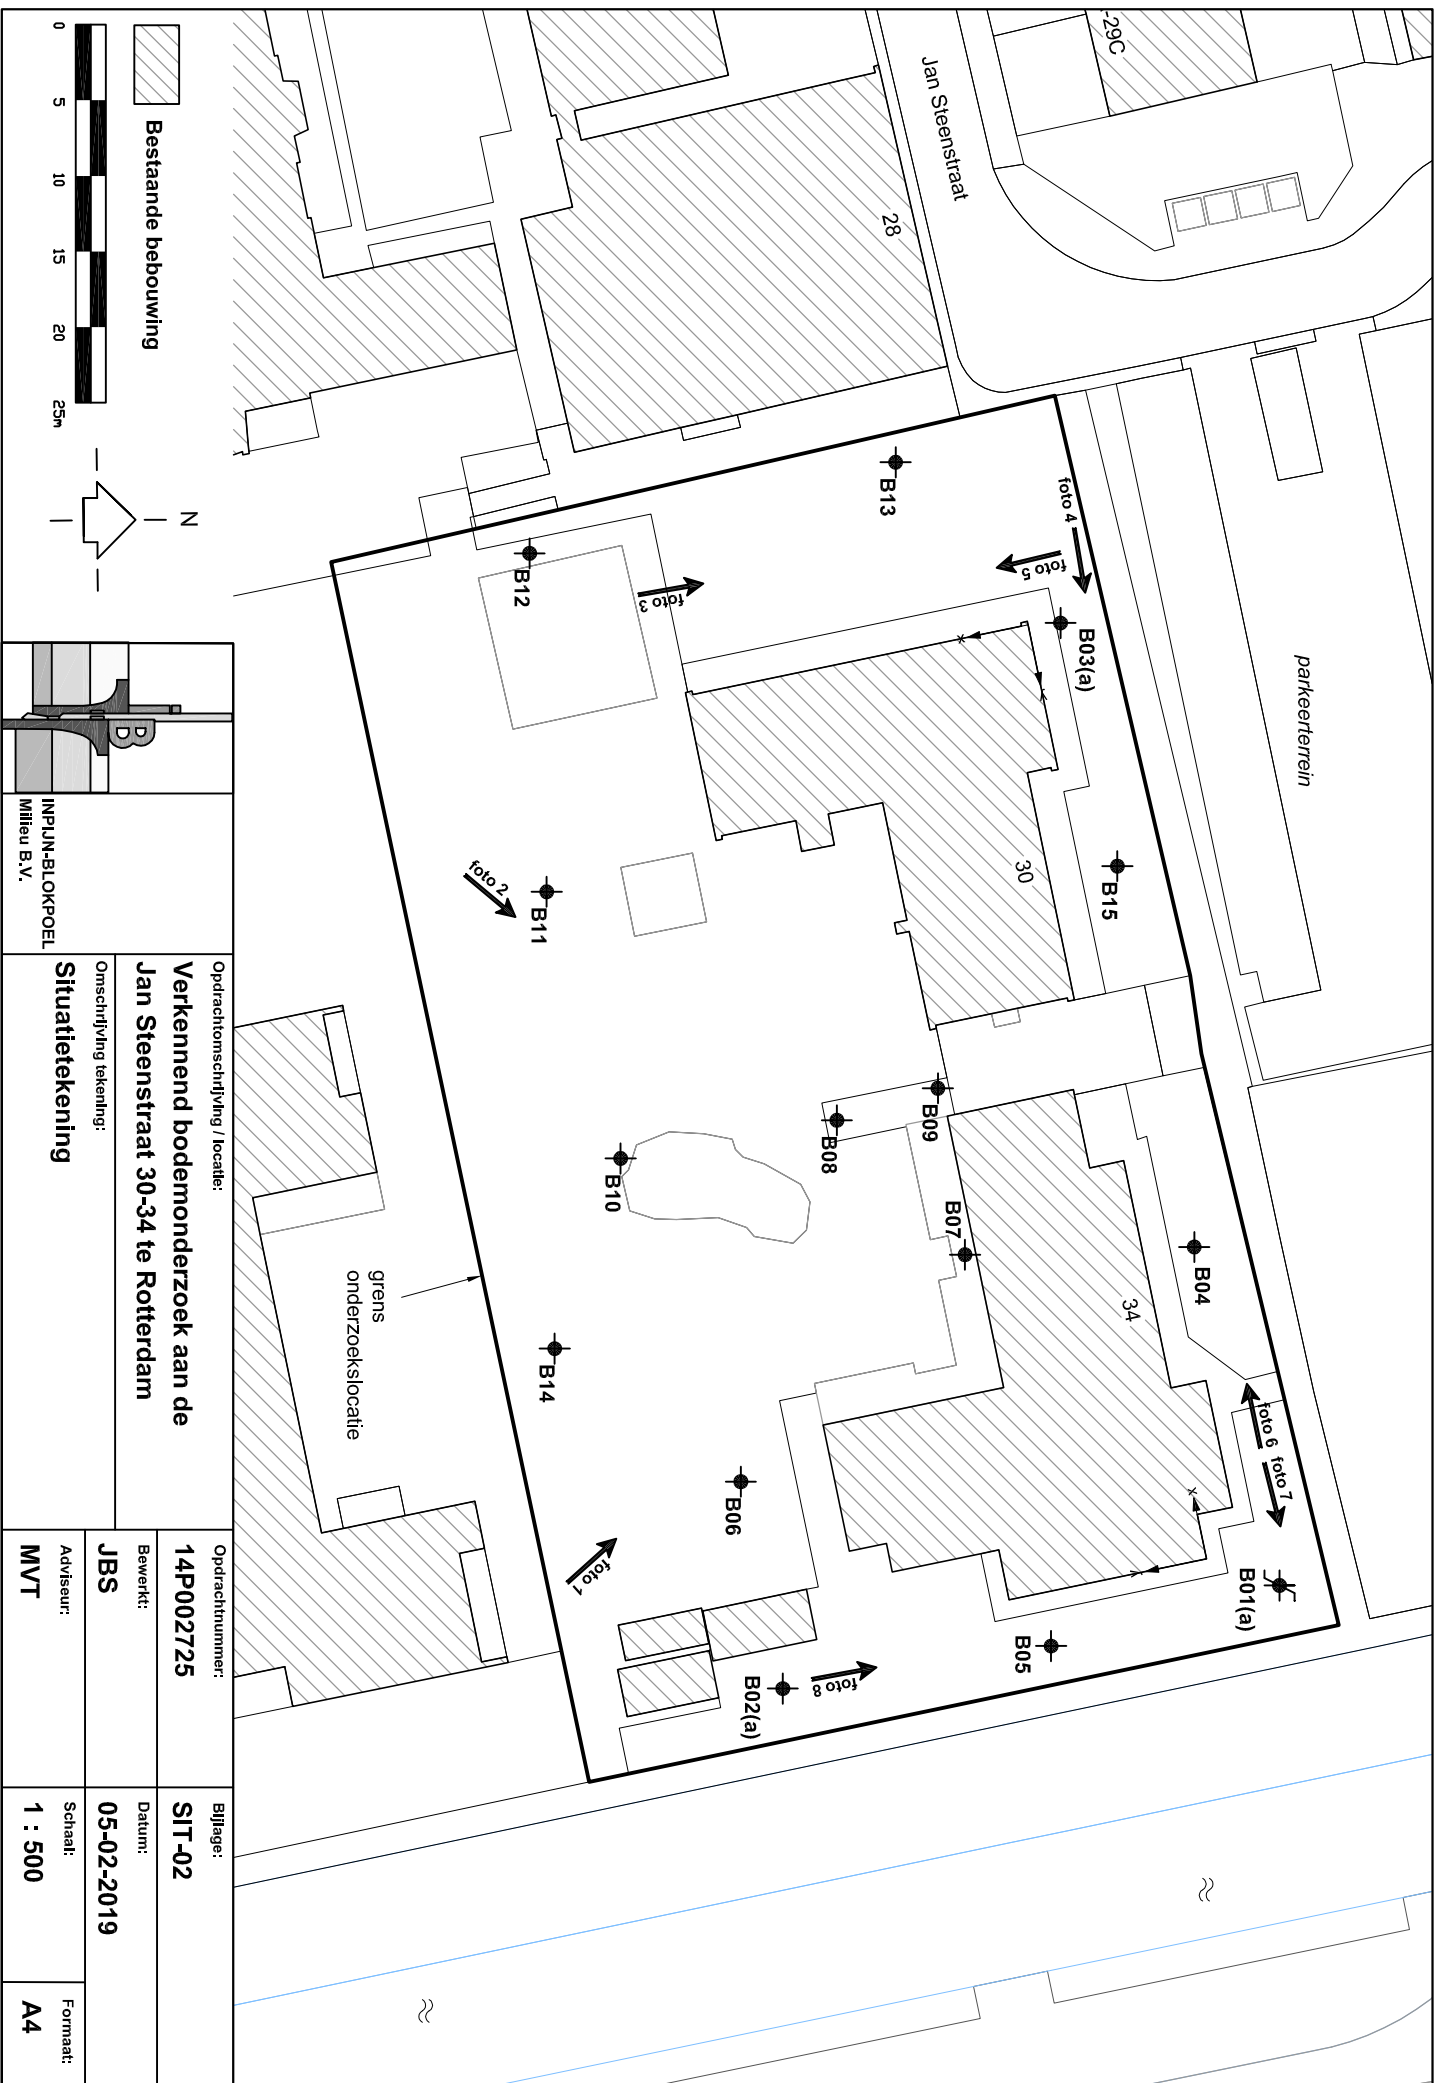 -29C
Jan Steenstraat
28
parkeerterrein
B13
foto 4
foto 5
B03(a)
B12
foto 3
B15
30
foto 2
B11
B09
B08
B07
B10
B04
34
grens
onderzoekslocatie
B14
foto 6
foto 7
B06
foto 1
B01(a)
B05
B02(a)
foto 8
Bestaande bebouwing
0 5 10 15 20 25m
N
B
INPIJN-BLOKPOEL
Milieu B.V.
Opdrachtomschrijving / locatie:
Verkennend bodemonderzoek aan de
Jan Steenstraat 30-34 te Rotterdam
Omschrijving tekening:
Situatietekening
Opdrachtnummer:
14P002725
Bijlage:
SIT-02
Bewerkt:
JBS
Datum:
05-02-2019
Adviseur:
MVT
Schaal:
1 : 500
Formaat:
A4